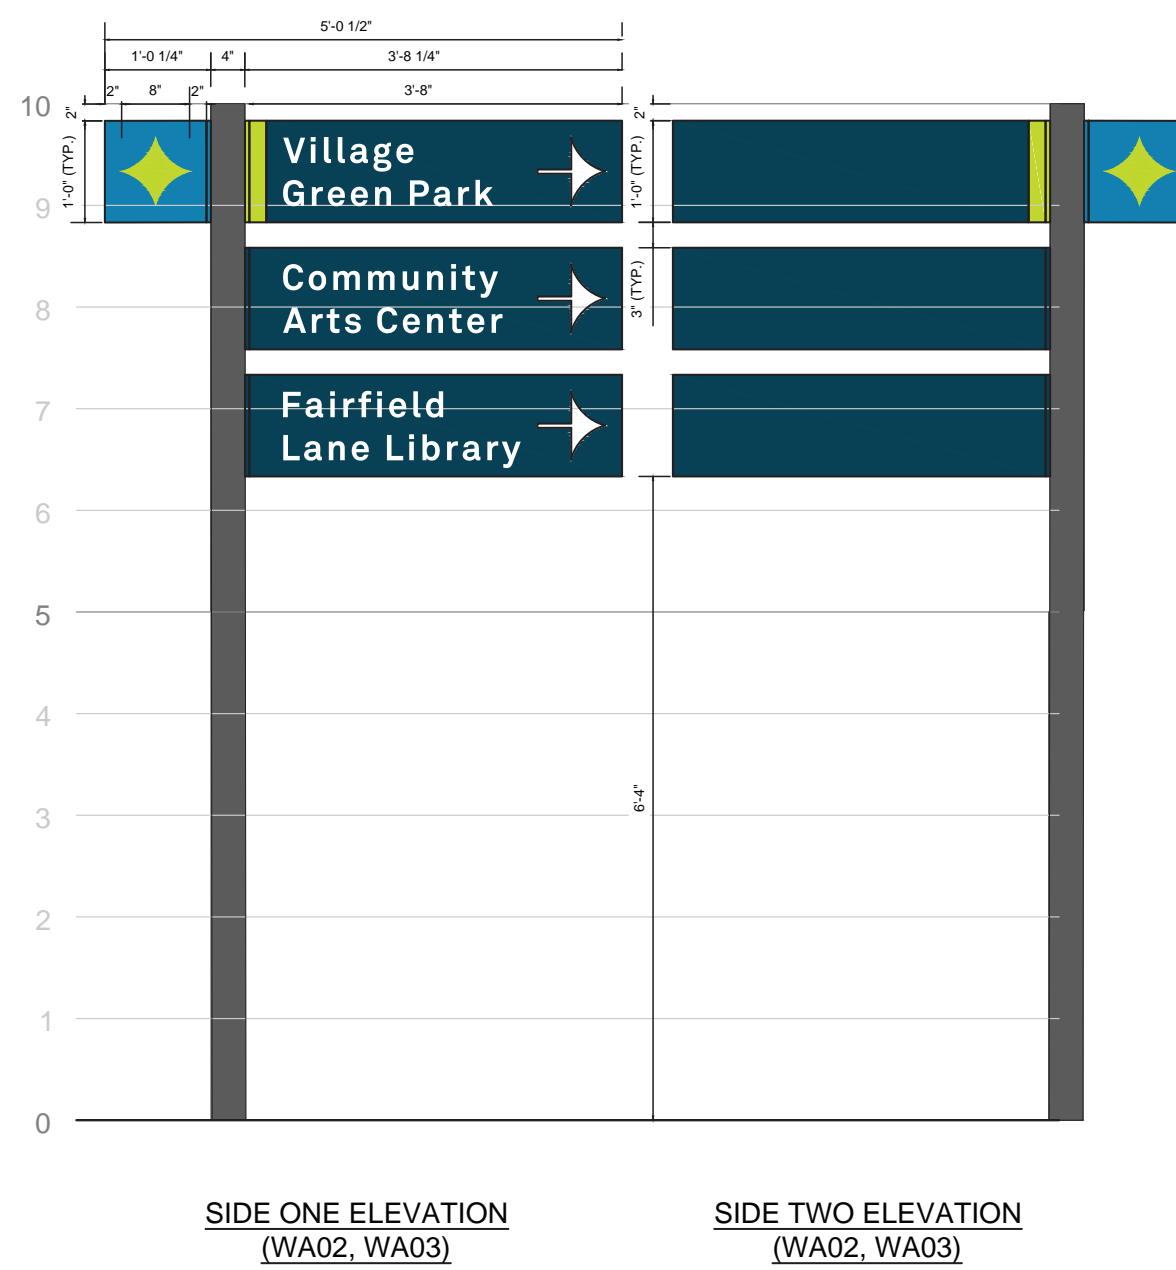 5'-0 1/2"
1'-0 1/4" 4" 3'-8 1/4"
2" 8" 2" 3'-8"
10
2"
2"
1'-0" (TYP.)
1'-0" (TYP.)
Village
Green Park
9
3" (TYP.)
Community
Arts Center
8
Fairfield
Lane Library
7
6
5
4
6'-4"
3
2
1
0
SIDE ONE ELEVATION
(WA02, WA03)
SIDE TWO ELEVATION
(WA02, WA03)